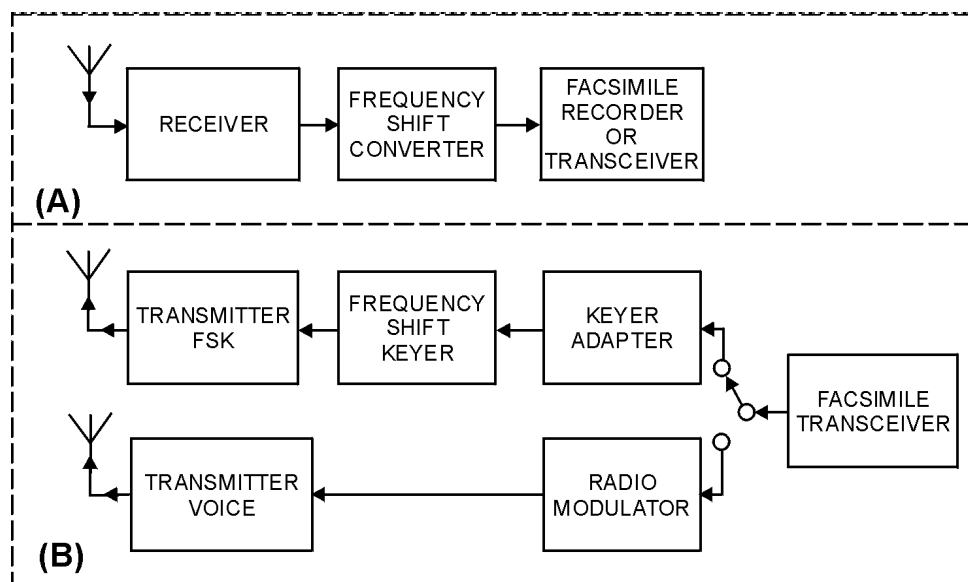 RECEIVER
FREQUENCY
SHIFT
CONVERTER
FACSIMILE
RECORDER
OR
TRANSCEIVER
(A)
TRANSMITTER
FSK
FREQUENCY
SHIFT
KEYER
KEYER
ADAPTER
FACSIMILE
TRANSCEIVER
TRANSMITTER
VOICE
RADIO
MODULATOR
(B)